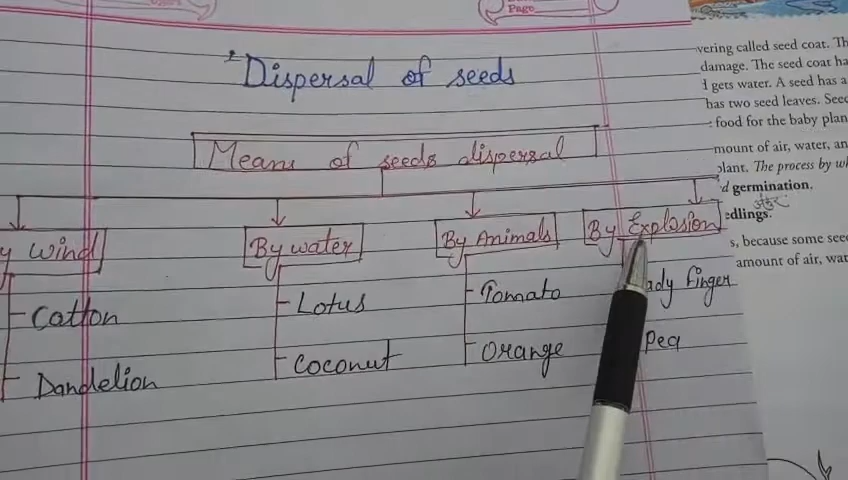 Page
Dispersal of seeds
Means of seeds dispersal
y Wind
By water
By Animals
By Explosion
Cotton
Lotus
Tomato
ady finger
Dandelion
Coconut
Orange
Pea
vering called seed coat. Th
damage. The seed coat ha
d gets water. A seed has a
has two seed leaves. Seed
food for the baby plan
mount of air, water, an
plant. The process by wh
d germination.
अंकुर
edlings.
s, because some seed
amount of air, wat